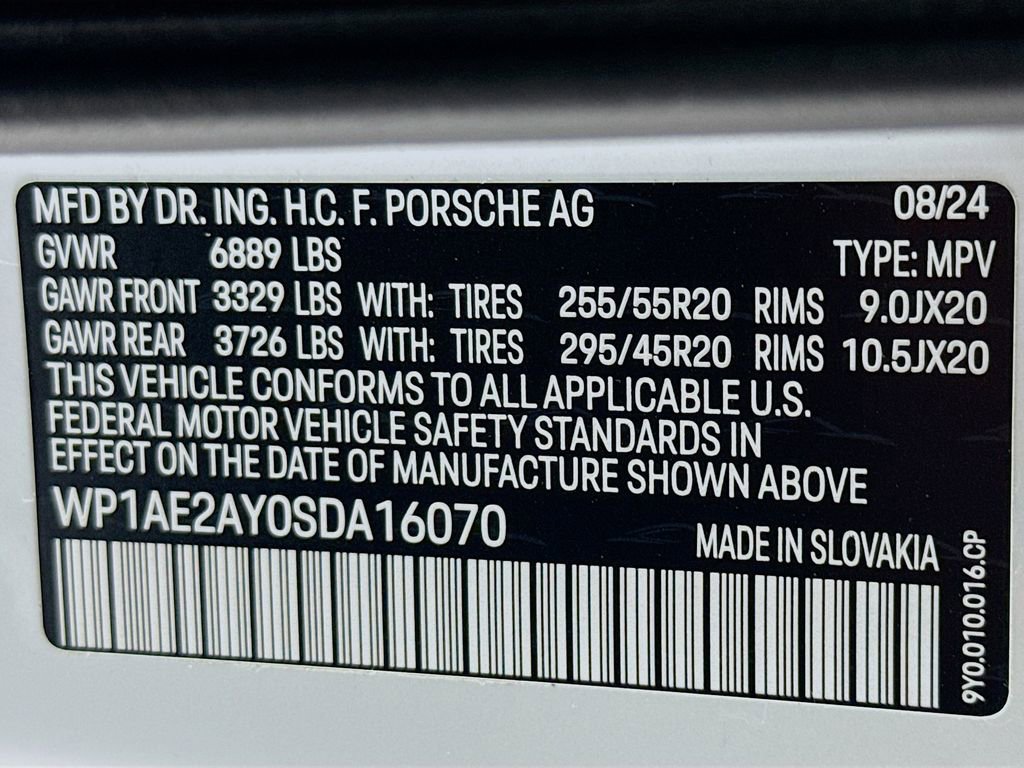 MFD BY DR. ING. H.C. F. PORSCHE AG 08/24
GVWR 6889 LBS TYPE: MPV
GAWR FRONT 3329 LBS WITH: TIRES 255/55R20 RIMS 9.0JX20
GAWR REAR 3726 LBS WITH: TIRES 295/45R20 RIMS 10.5JX20
THIS VEHICLE CONFORMS TO ALL APPLICABLE U.S.
FEDERAL MOTOR VEHICLE SAFETY STANDARDS IN
EFFECT ON THE DATE OF MANUFACTURE SHOWN ABOVE
WP1AE2AY0SDA16070
MADE IN SLOVAKIA
9Y0.010.016.CP